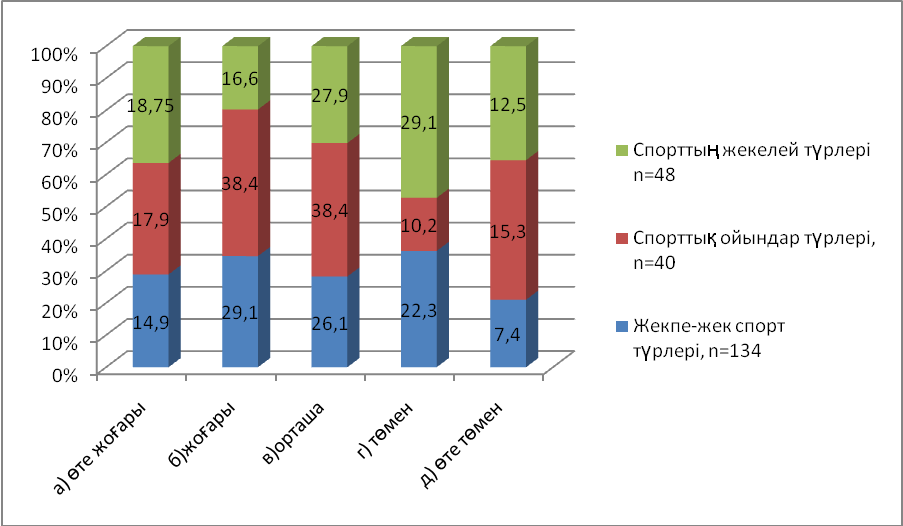 100%
90%
80%
70%
60%
50%
40%
30%
20%
10%
0%
18,75
16,6
27,9
29,1
12,5
17,9
38,4
38,4
10,2
15,3
14,9
29,1
26,1
22,3
7,4
а) өте жоғары
б)жоғары
в)орташа
г) төмен
д) өте төмен
Спорттың жекелей түрлері
n=48
Спорттық ойындар түрлері,
n=40
Жекпе-жек спорт
түрлері, n=134